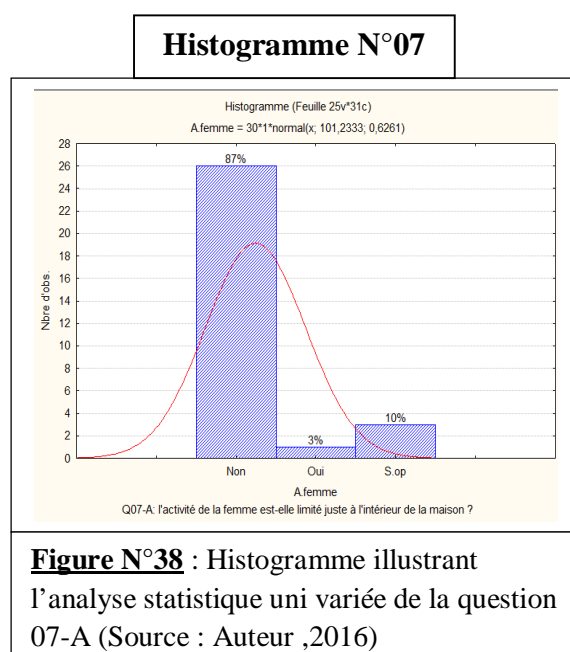 Histogramme N°07
Histogramme (Feuille 25v*31c)
A.femme = 30*1*normal(x; 101,2333; 0,6261)
28
26
24
22
20
18
16
14
12
10
8
6
4
2
0
Nbre d'obs.
87%
3%
10%
Non Oui S.op
A.femme
Q07-A: l'activité de la femme est-elle limité juste à l'intérieur de la maison ?
Figure N°38 : Histogramme illustrant
l'analyse statistique uni variée de la question
07-A (Source : Auteur ,2016)